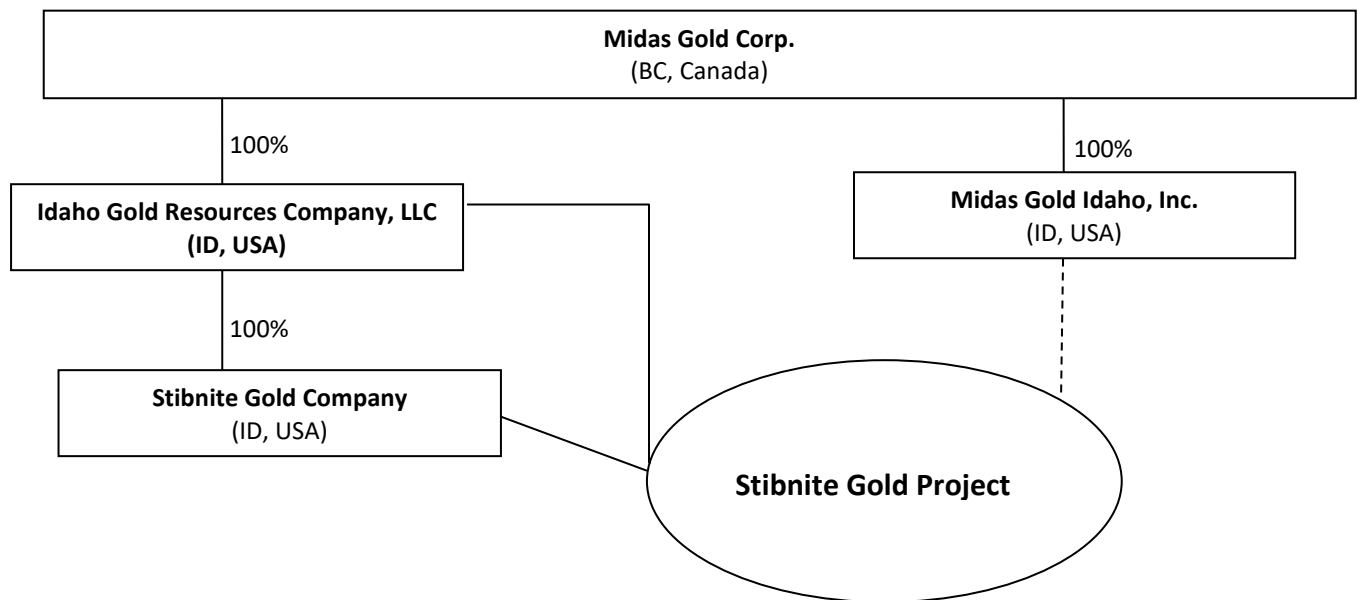 Midas Gold Corp.
(BC, Canada)
100%
100%
Idaho Gold Resources Company, LLC
(ID, USA)
Midas Gold Idaho, Inc.
(ID, USA)
100%
Stibnite Gold Company
(ID, USA)
Stibnite Gold Project